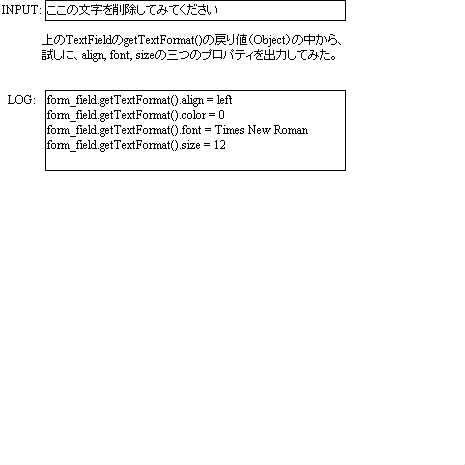 INPUT: ここの文字を削除してみてください
上のTextFieldのgetTextFormat()の戻り値(Object)の中から、
試しに、align, font, sizeの三つのプロパティを出力してみた。
LOG: form_field.getTextFormat().align = left
form_field.getTextFormat().color = 0
form_field.getTextFormat().font = Times New Roman
form_field.getTextFormat().size = 12